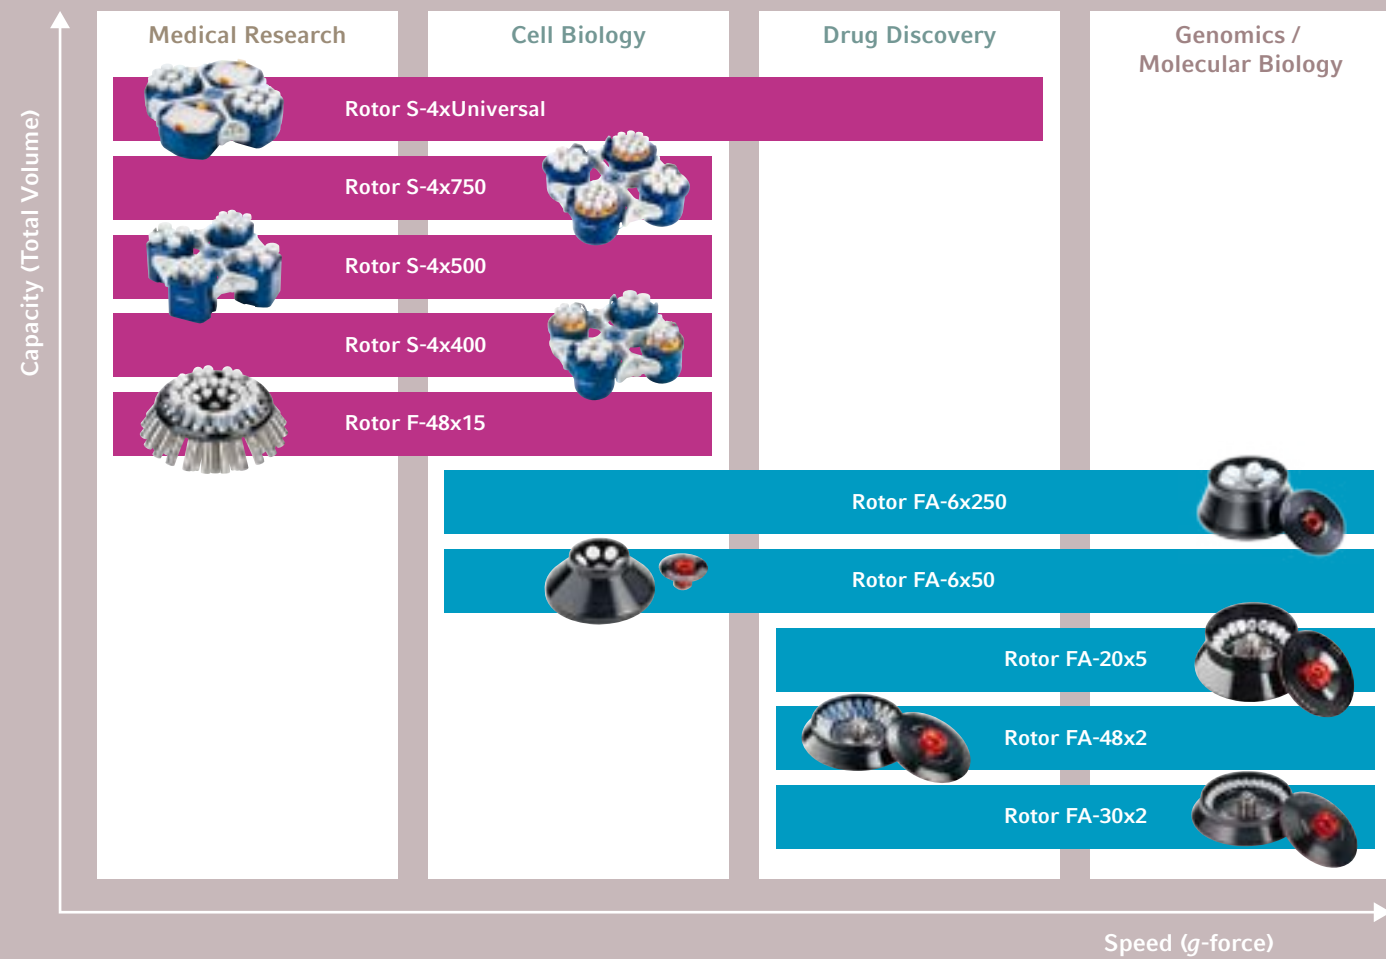 Medical Research
Cell Biology
Drug Discovery
Genomics /
Molecular Biology
Capacity (Total Volume)
Rotor S-4xUniversal
Rotor S-4x750
Rotor S-4x500
Rotor S-4x400
Rotor F-48x15
Rotor FA-6x250
Rotor FA-6x50
Rotor FA-20x5
Rotor FA-48x2
Rotor FA-30x2
Speed (g-force)